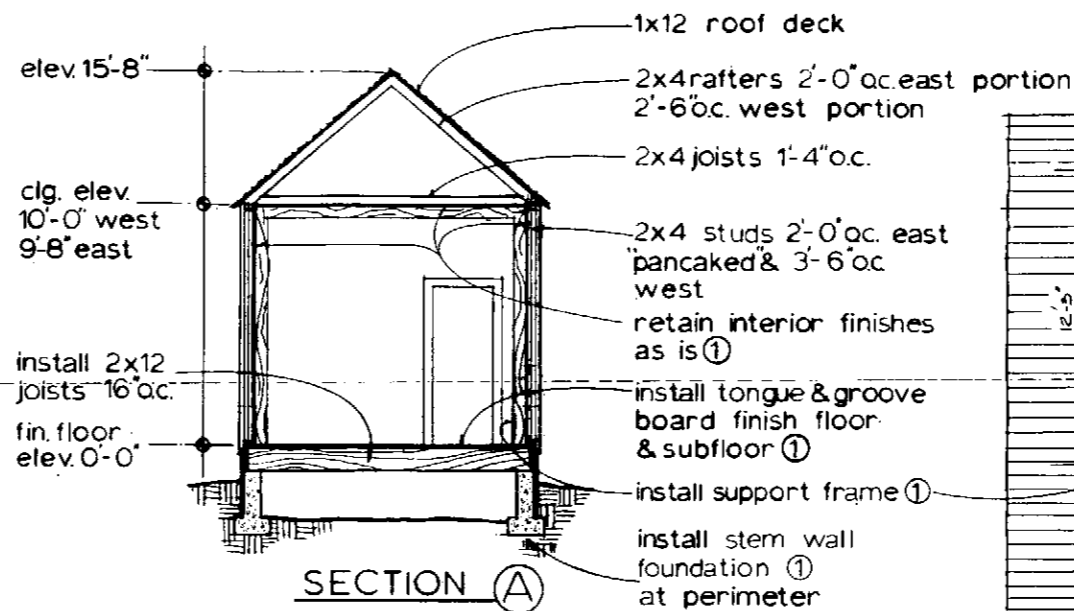 elev. 15'-8"
clg. elev.
10'-0" west
9'-8" east
install 2x12
joists 16"o.c.
fin. floor
elev. 0'-0"
1x12 roof deck
2x4 rafters 2'-0" o.c. east portion
2'-6"o.c. west portion
2x4 joists 1'-4"o.c.
2x4 studs 2'-0" o.c. east
"pancaked" & 3'-6" o.c.
west
retain interior finishes
as is ①
install tongue & groove
board finish floor
& subfloor ①
install support frame ①
install stem wall
foundation ①
at perimeter
SECTION A